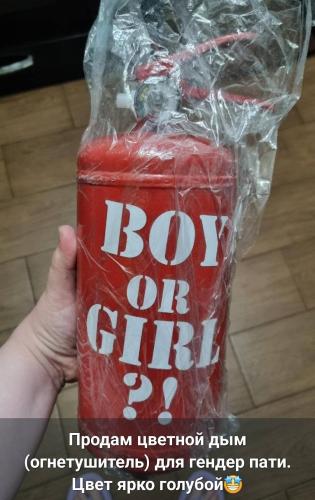 BOY
OR
GIRL
?!
Продам цветной дым
(огнетушитель) для гендер пати.
Цвет ярко голубой🤩